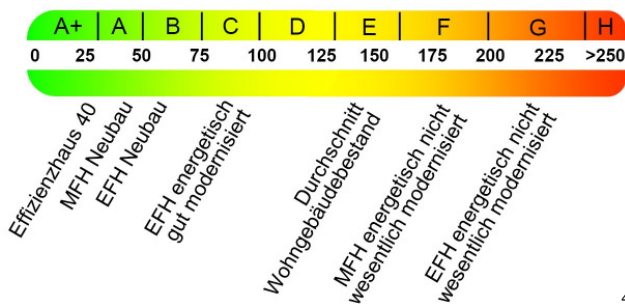 A+ A B C D E F G H
0 25 50 75 100 125 150 175 200 225 >250
Effizienzhaus 40
MFH Neubau
EFH Neubau
EFH energetisch
gut modernisiert
Durchschnitt
Wohngebäudebestand
MFH energetisch nicht
wesentlich modernisiert
EFH energetisch nicht
wesentlich modernisiert